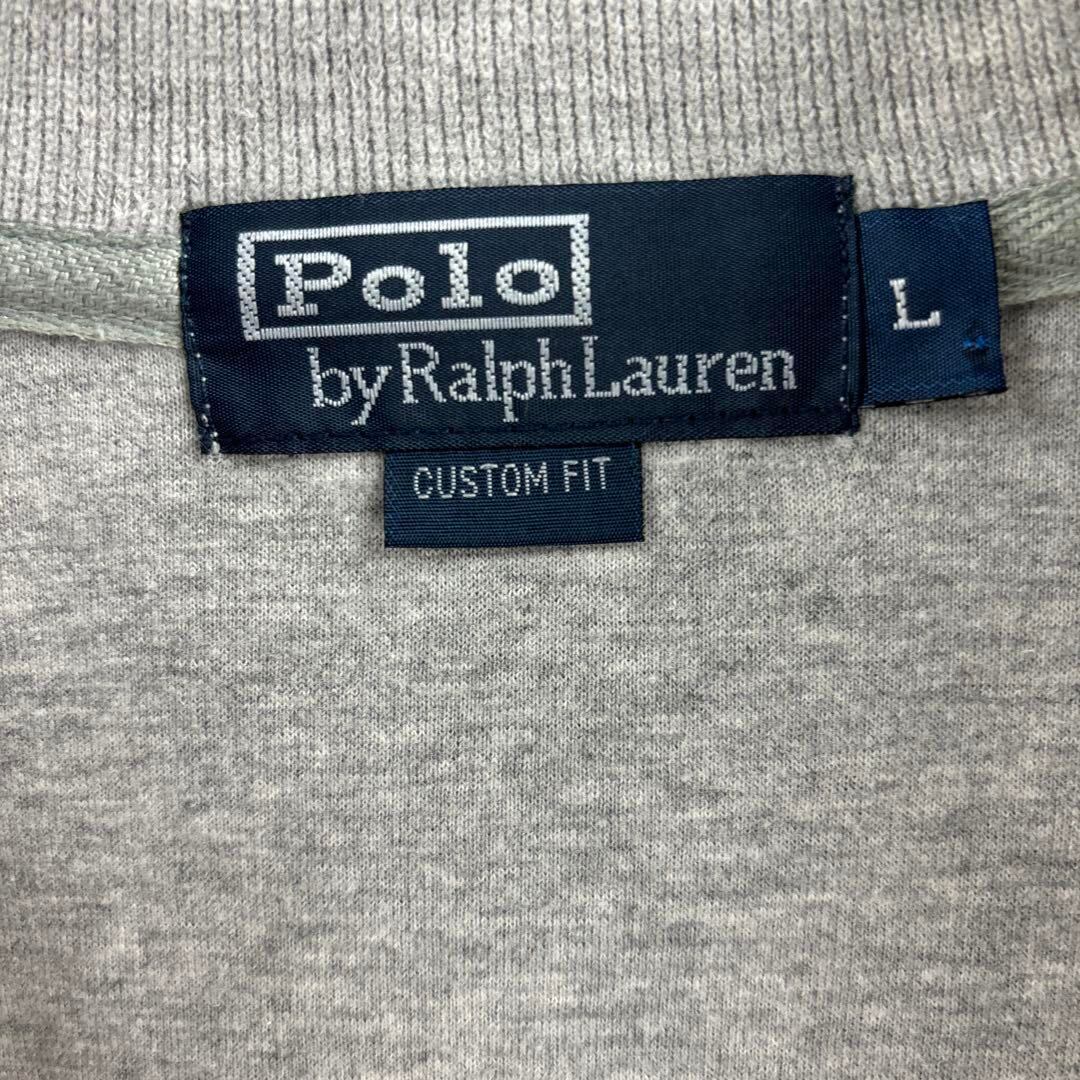 Polo
by Ralph Lauren
L
CUSTOM FIT